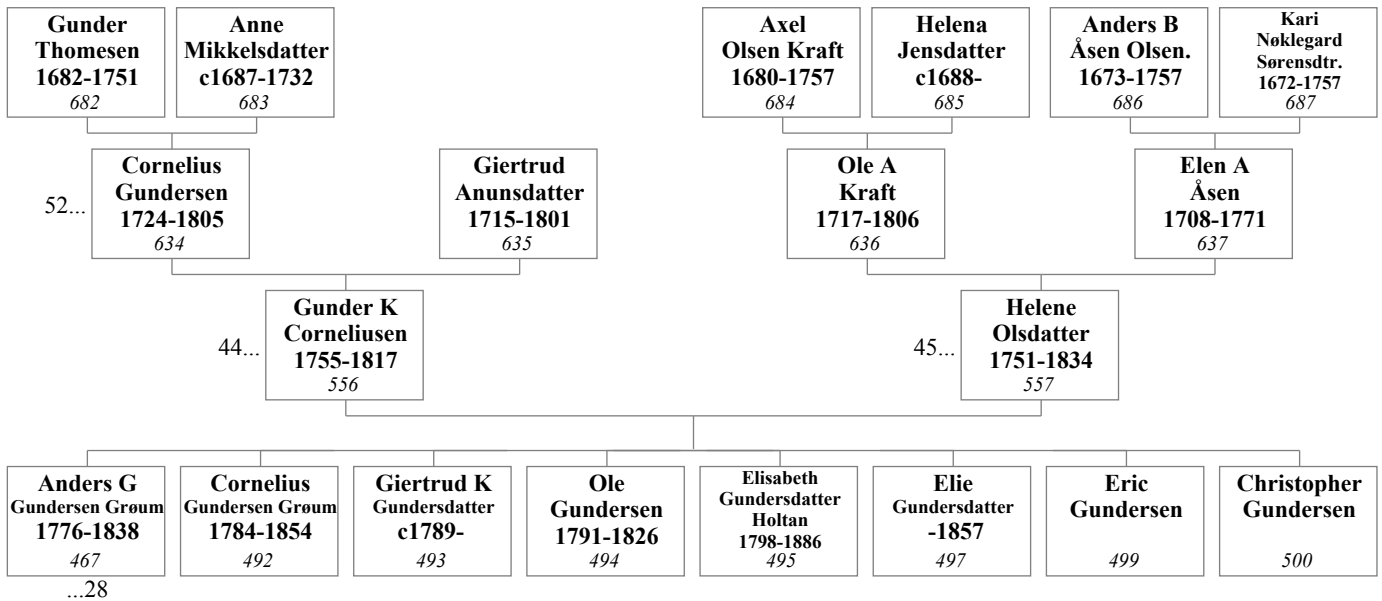 Gunder
Thomesen
1682-1751
682
Anne
Mikkelsdatter
c1687-1732
683
Axel
Olsen Kraft
1680-1757
684
Helena
Jensdatter
c1688-
685
Anders B
Åsen Olsen.
1673-1757
686
Kari
Nøklegard
Sørensdtr.
1672-1757
687
52...
Cornelius
Gundersen
1724-1805
634
Giertrud
Anunsdatter
1715-1801
635
Ole A
Kraft
1717-1806
636
Elen A
Åsen
1708-1771
637
44...
Gunder K
Corneliusen
1755-1817
556
45...
Helene
Olsdatter
1751-1834
557
Anders G
Gundersen Grøum
1776-1838
467
Cornelius
Gundersen Grøum
1784-1854
492
Giertrud K
Gundersdatter
c1789-
493
Ole
Gundersen
1791-1826
494
Elisabeth
Gundersdatter
Holtan
1798-1886
495
Elie
Gundersdatter
-1857
497
Eric
Gundersen
499
Christopher
Gundersen
500
...28